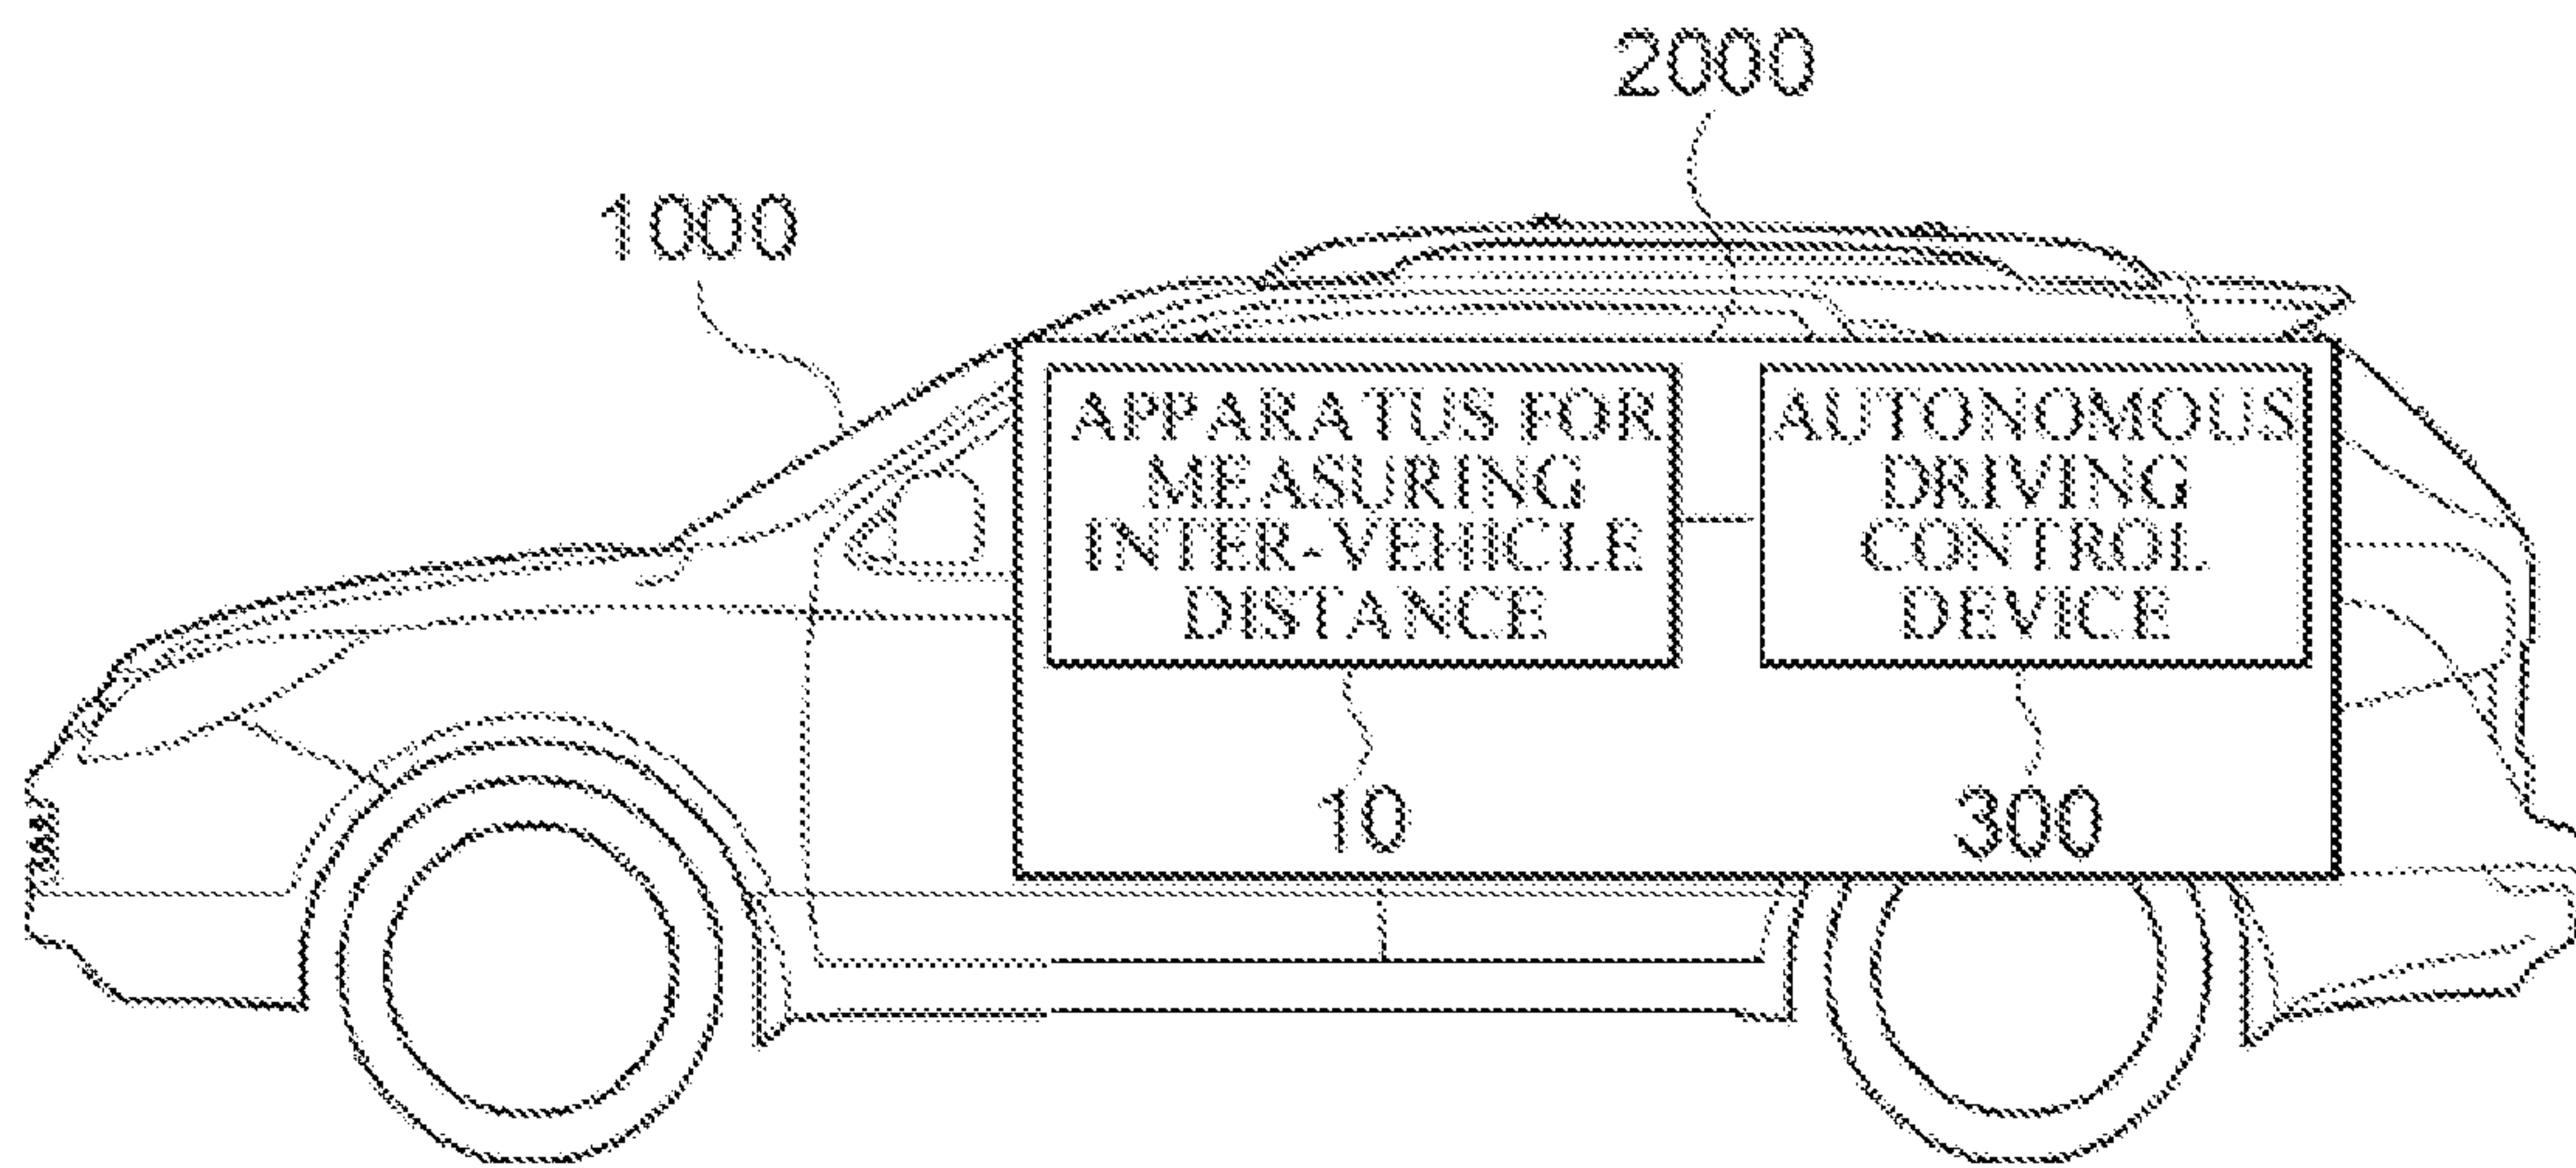 2000
1000
APPARATUS FOR
MEASURING
INTER-VEHICLE
DISTANCE
AUTONOMOUS
DRIVING
CONTROL
DEVICE
10
300